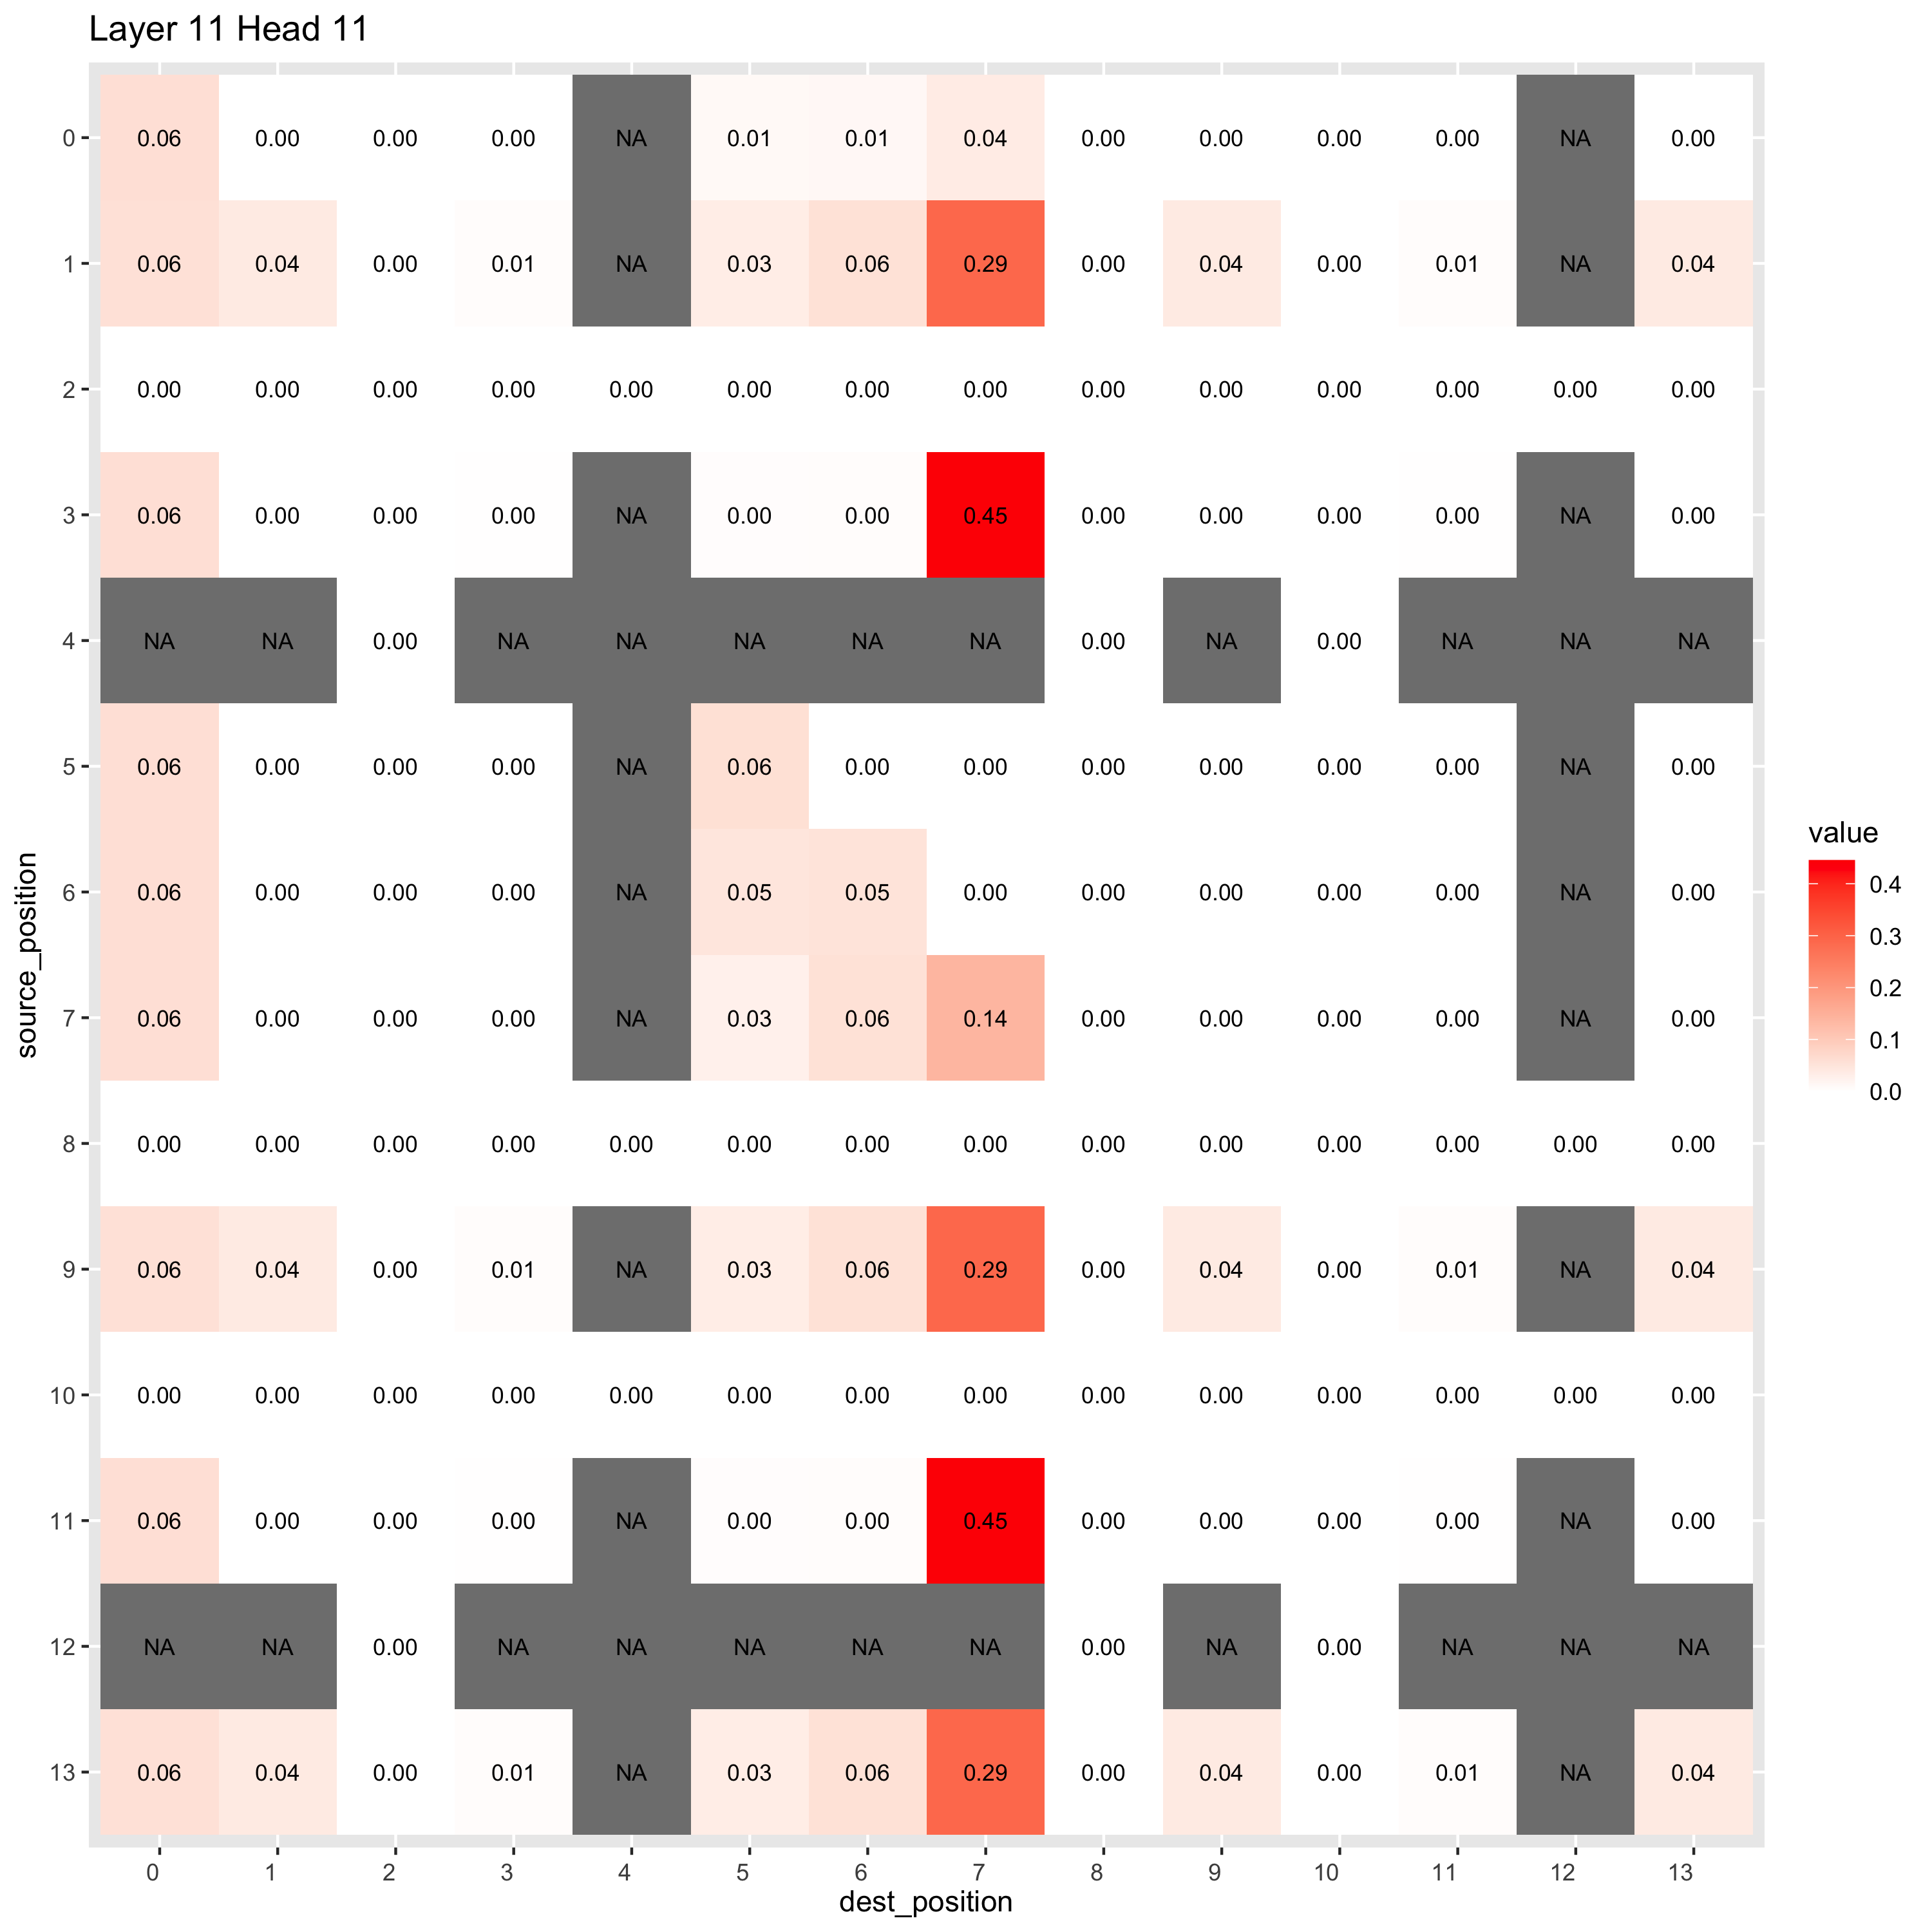 Layer 11 Head 11
0 0.06 0.00 0.00 0.00 NA 0.01 0.01 0.04 0.00 0.00 0.00 0.00 NA 0.00
1 0.06 0.04 0.00 0.01 NA 0.03 0.06 0.29 0.00 0.04 0.00 0.01 NA 0.04
2 0.00 0.00 0.00 0.00 0.00 0.00 0.00 0.00 0.00 0.00 0.00 0.00 0.00 0.00
3 0.06 0.00 0.00 0.00 NA 0.00 0.00 0.45 0.00 0.00 0.00 0.00 NA 0.00
4 NA NA 0.00 NA NA NA NA NA 0.00 NA 0.00 NA NA NA
5 0.06 0.00 0.00 0.00 NA 0.06 0.00 0.00 0.00 0.00 0.00 0.00 NA 0.00
6 0.06 0.00 0.00 0.00 NA 0.05 0.05 0.00 0.00 0.00 0.00 0.00 NA 0.00
7 0.06 0.00 0.00 0.00 NA 0.03 0.06 0.14 0.00 0.00 0.00 0.00 NA 0.00
8 0.00 0.00 0.00 0.00 0.00 0.00 0.00 0.00 0.00 0.00 0.00 0.00 0.00 0.00
9 0.06 0.04 0.00 0.01 NA 0.03 0.06 0.29 0.00 0.04 0.00 0.01 NA 0.04
10 0.00 0.00 0.00 0.00 0.00 0.00 0.00 0.00 0.00 0.00 0.00 0.00 0.00 0.00
11 0.06 0.00 0.00 0.00 NA 0.00 0.00 0.45 0.00 0.00 0.00 0.00 NA 0.00
12 NA NA 0.00 NA NA NA NA NA 0.00 NA 0.00 NA NA NA
13 0.06 0.04 0.00 0.01 NA 0.03 0.06 0.29 0.00 0.04 0.00 0.01 NA 0.04
0 1 2 3 4 5 6 7 8 9 10 11 12 13
dest_position
source_position
value
0.4
0.3
0.2
0.1
0.0